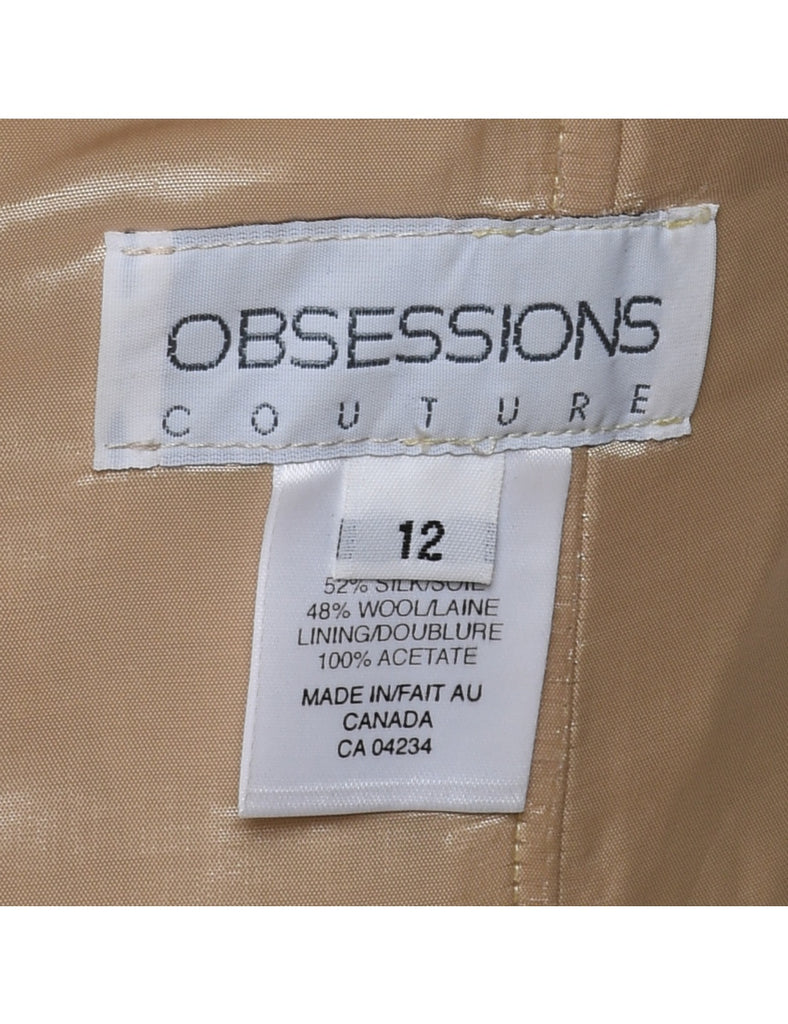 OBSESSIONS
COUTURE
12
52% SILK/SOIE
48% WOOL/LAINE
LINING/DOUBLURE
100% ACETATE
MADE IN/FAIT AU
CANADA
CA 04234